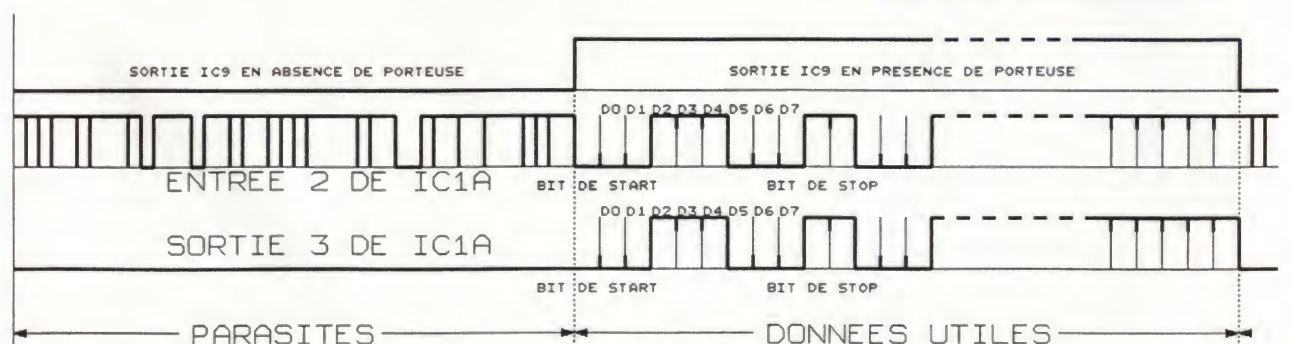 SORTIE IC9 EN ABSENCE DE PORTEUSE
SORTIE IC9 EN PRESENCE DE PORTEUSE
D0 D1 D2 D3 D4 D5 D6 D7
ENTREE 2 DE IC1A
BIT DE START
BIT DE STOP
D0 D1 D2 D3 D4 D5 D6 D7
SORTIE 3 DE IC1A
BIT DE START
BIT DE STOP
PARASITES
DONNEES UTILES